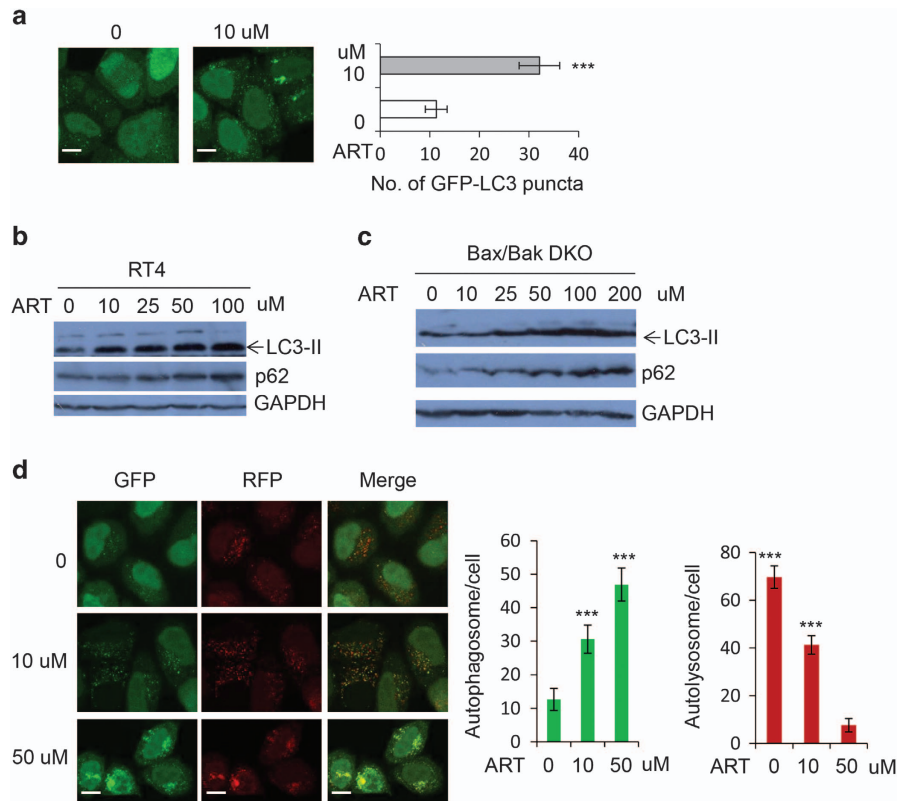 a
0 10 uM
uM
10
***
0
ART 0 10 20 30 40
No. of GFP-LC3 puncta
b
RT4
ART 0 10 25 50 100 uM
←LC3-II
p62
GAPDH
c
Bax/Bak DKO
ART 0 10 25 50 100 200 uM
←LC3-II
p62
GAPDH
d
GFP RFP Merge
0
10 uM
50 uM
Autophagosome/cell
60
50
40
30
20
10
0
***
***
ART 0 10 50 uM
Autolysosome/cell
80
60
40
20
0
***
***
ART 0 10 50 uM